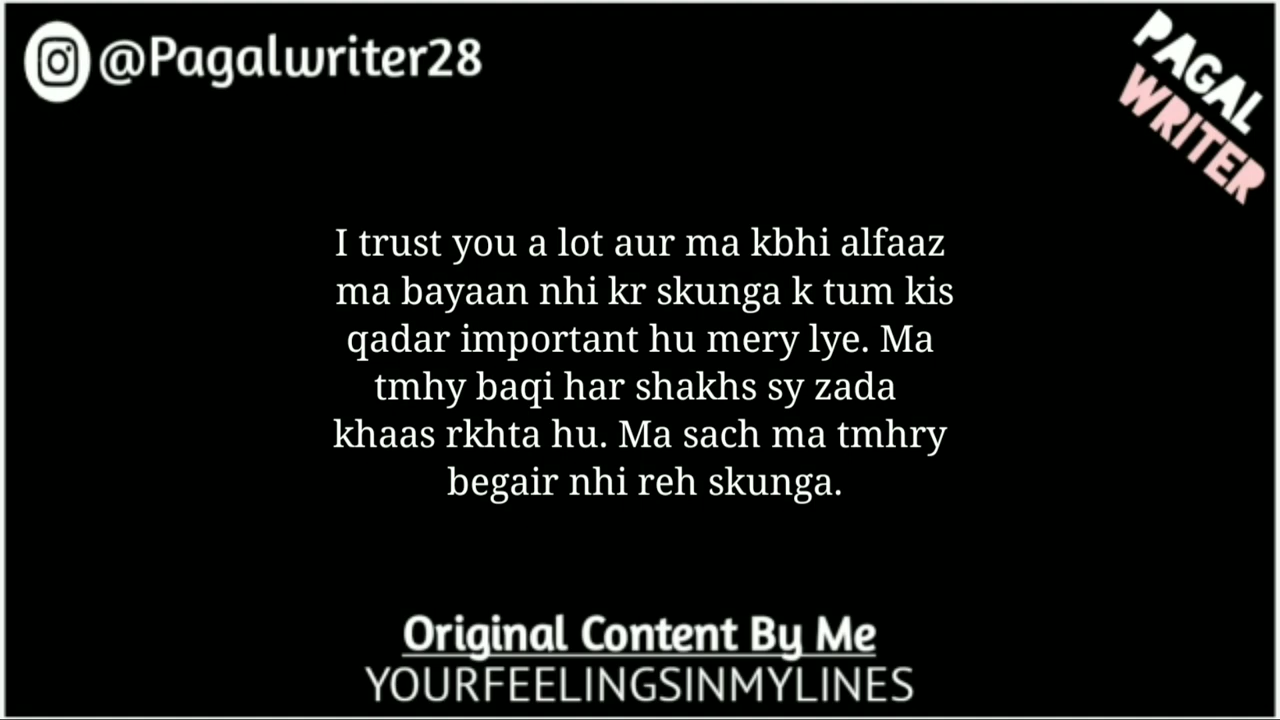 @Pagalwriter28
PAGAL
WRITER
I trust you a lot aur ma kbhi alfaaz
ma bayaan nhi kr skunga k tum kis
qadar important hu mery lye. Ma
tmhy baqi har shakhs sy zada
khaas rkhta hu. Ma sach ma tmhry
begair nhi reh skunga.
Original Content By Me
YOURFEELINGSINMYLINES